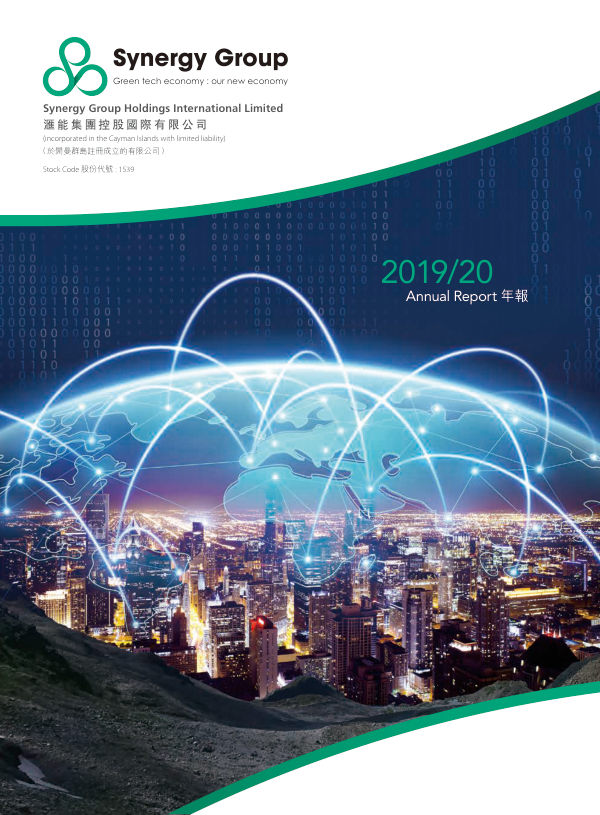 Synergy Group
Green tech economy : our new economy
Synergy Group Holdings International Limited
滙能集團控股國際有限公司
(incorporated in the Cayman Islands with limited liability)
（於開曼群島註冊成立的有限公司）
Stock Code 股份代號 : 1539
2019/20
Annual Report 年報